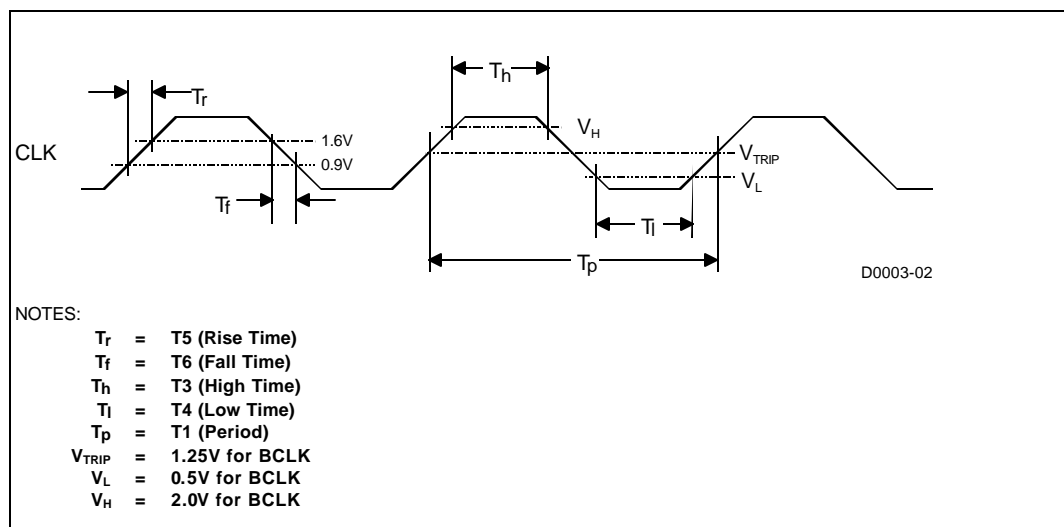 Th
Tr
VH
1.6V
CLK
VTRIP
0.9V
VL
Tf
Tl
Tp
D0003-02
NOTES:
Tr = T5 (Rise Time)
Tf = T6 (Fall Time)
Th = T3 (High Time)
Tl = T4 (Low Time)
Tp = T1 (Period)
VTRIP = 1.25V for BCLK
VL = 0.5V for BCLK
VH = 2.0V for BCLK